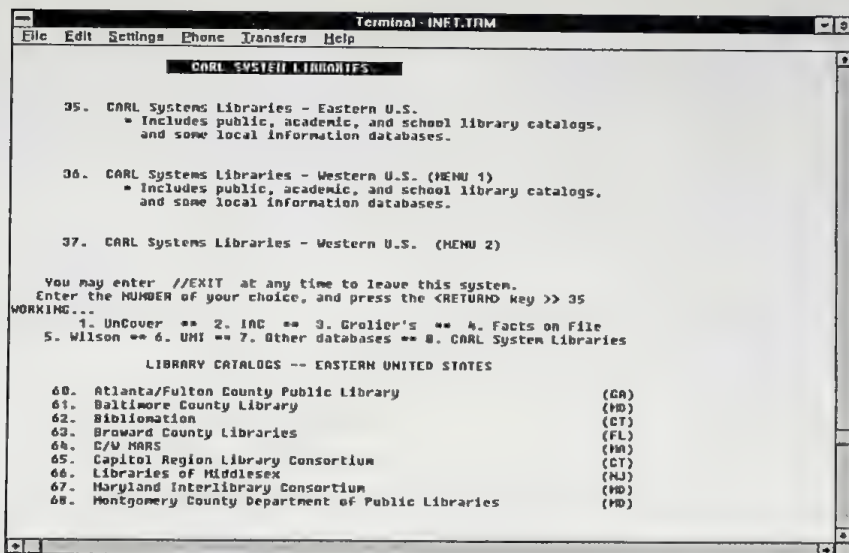 Terminal - INET.TRM
File Edit Settings Phone Transfers Help
CARL SYSTEM LIBRARIES
35. CARL Systems Libraries - Eastern U.S.
* Includes public, academic, and school library catalogs,
and some local information databases.
36. CARL Systems Libraries - Western U.S. (MENU 1)
* Includes public, academic, and school library catalogs,
and some local information databases.
37. CARL Systems Libraries - Western U.S. (MENU 2)
You may enter //EXIT at any time to leave this system.
Enter the NUMBER of your choice, and press the <RETURN> key >> 35
WORKING...
1. UnCover ** 2. IAC ** 3. Grolier's ** 4. Facts on File
5. Wilson ** 6. UMI ** 7. Other databases ** 8. CARL System Libraries
LIBRARY CATALOGS -- EASTERN UNITED STATES
60. Atlanta/Fulton County Public Library (GA)
61. Baltimore County Library (MD)
62. Bibliomation (CT)
63. Broward County Libraries (FL)
64. C/W MARS (MA)
65. Capitol Region Library Consortium (CT)
66. Libraries of Middlesex (NJ)
67. Maryland Interlibrary Consortium (MD)
68. Montgomery County Department of Public Libraries (MD)